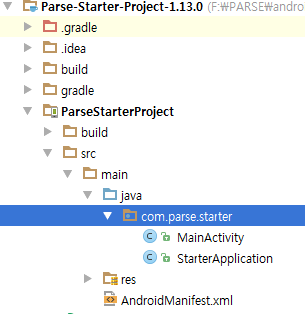 Parse-Starter-Project-1.13.0 (F:￦PARSE￦andro
.gradle
.idea
build
gradle
ParseStarterProject
build
src
main
java
com.parse.starter
C MainActivity
C StarterApplication
res
AndroidManifest.xml